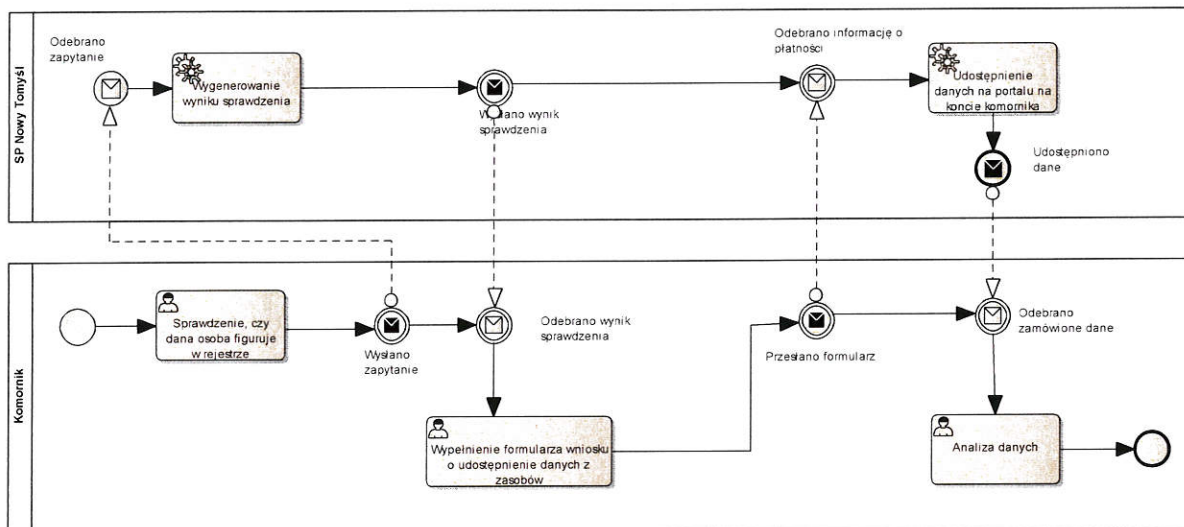 SP Nowy Tomyśl
Odebrano
zapytanie
Wygenerowanie
wyniku sprawdzenia
Wysłano wynik
sprawdzenia
Odebrano informację o
płatności
Udostępnienie
danych na portalu na
koncie komornika
Udostępniono
dane
Komornik
Sprawdzenie, czy
dana osoba figuruje
w rejestrze
Wysłano
zapytanie
Odebrano wynik
sprawdzenia
Wypełnienie formularza wniosku
o udostępnienie danych z
zasobów
Przesłano formularz
Odebrano
zamówione dane
Analiza danych